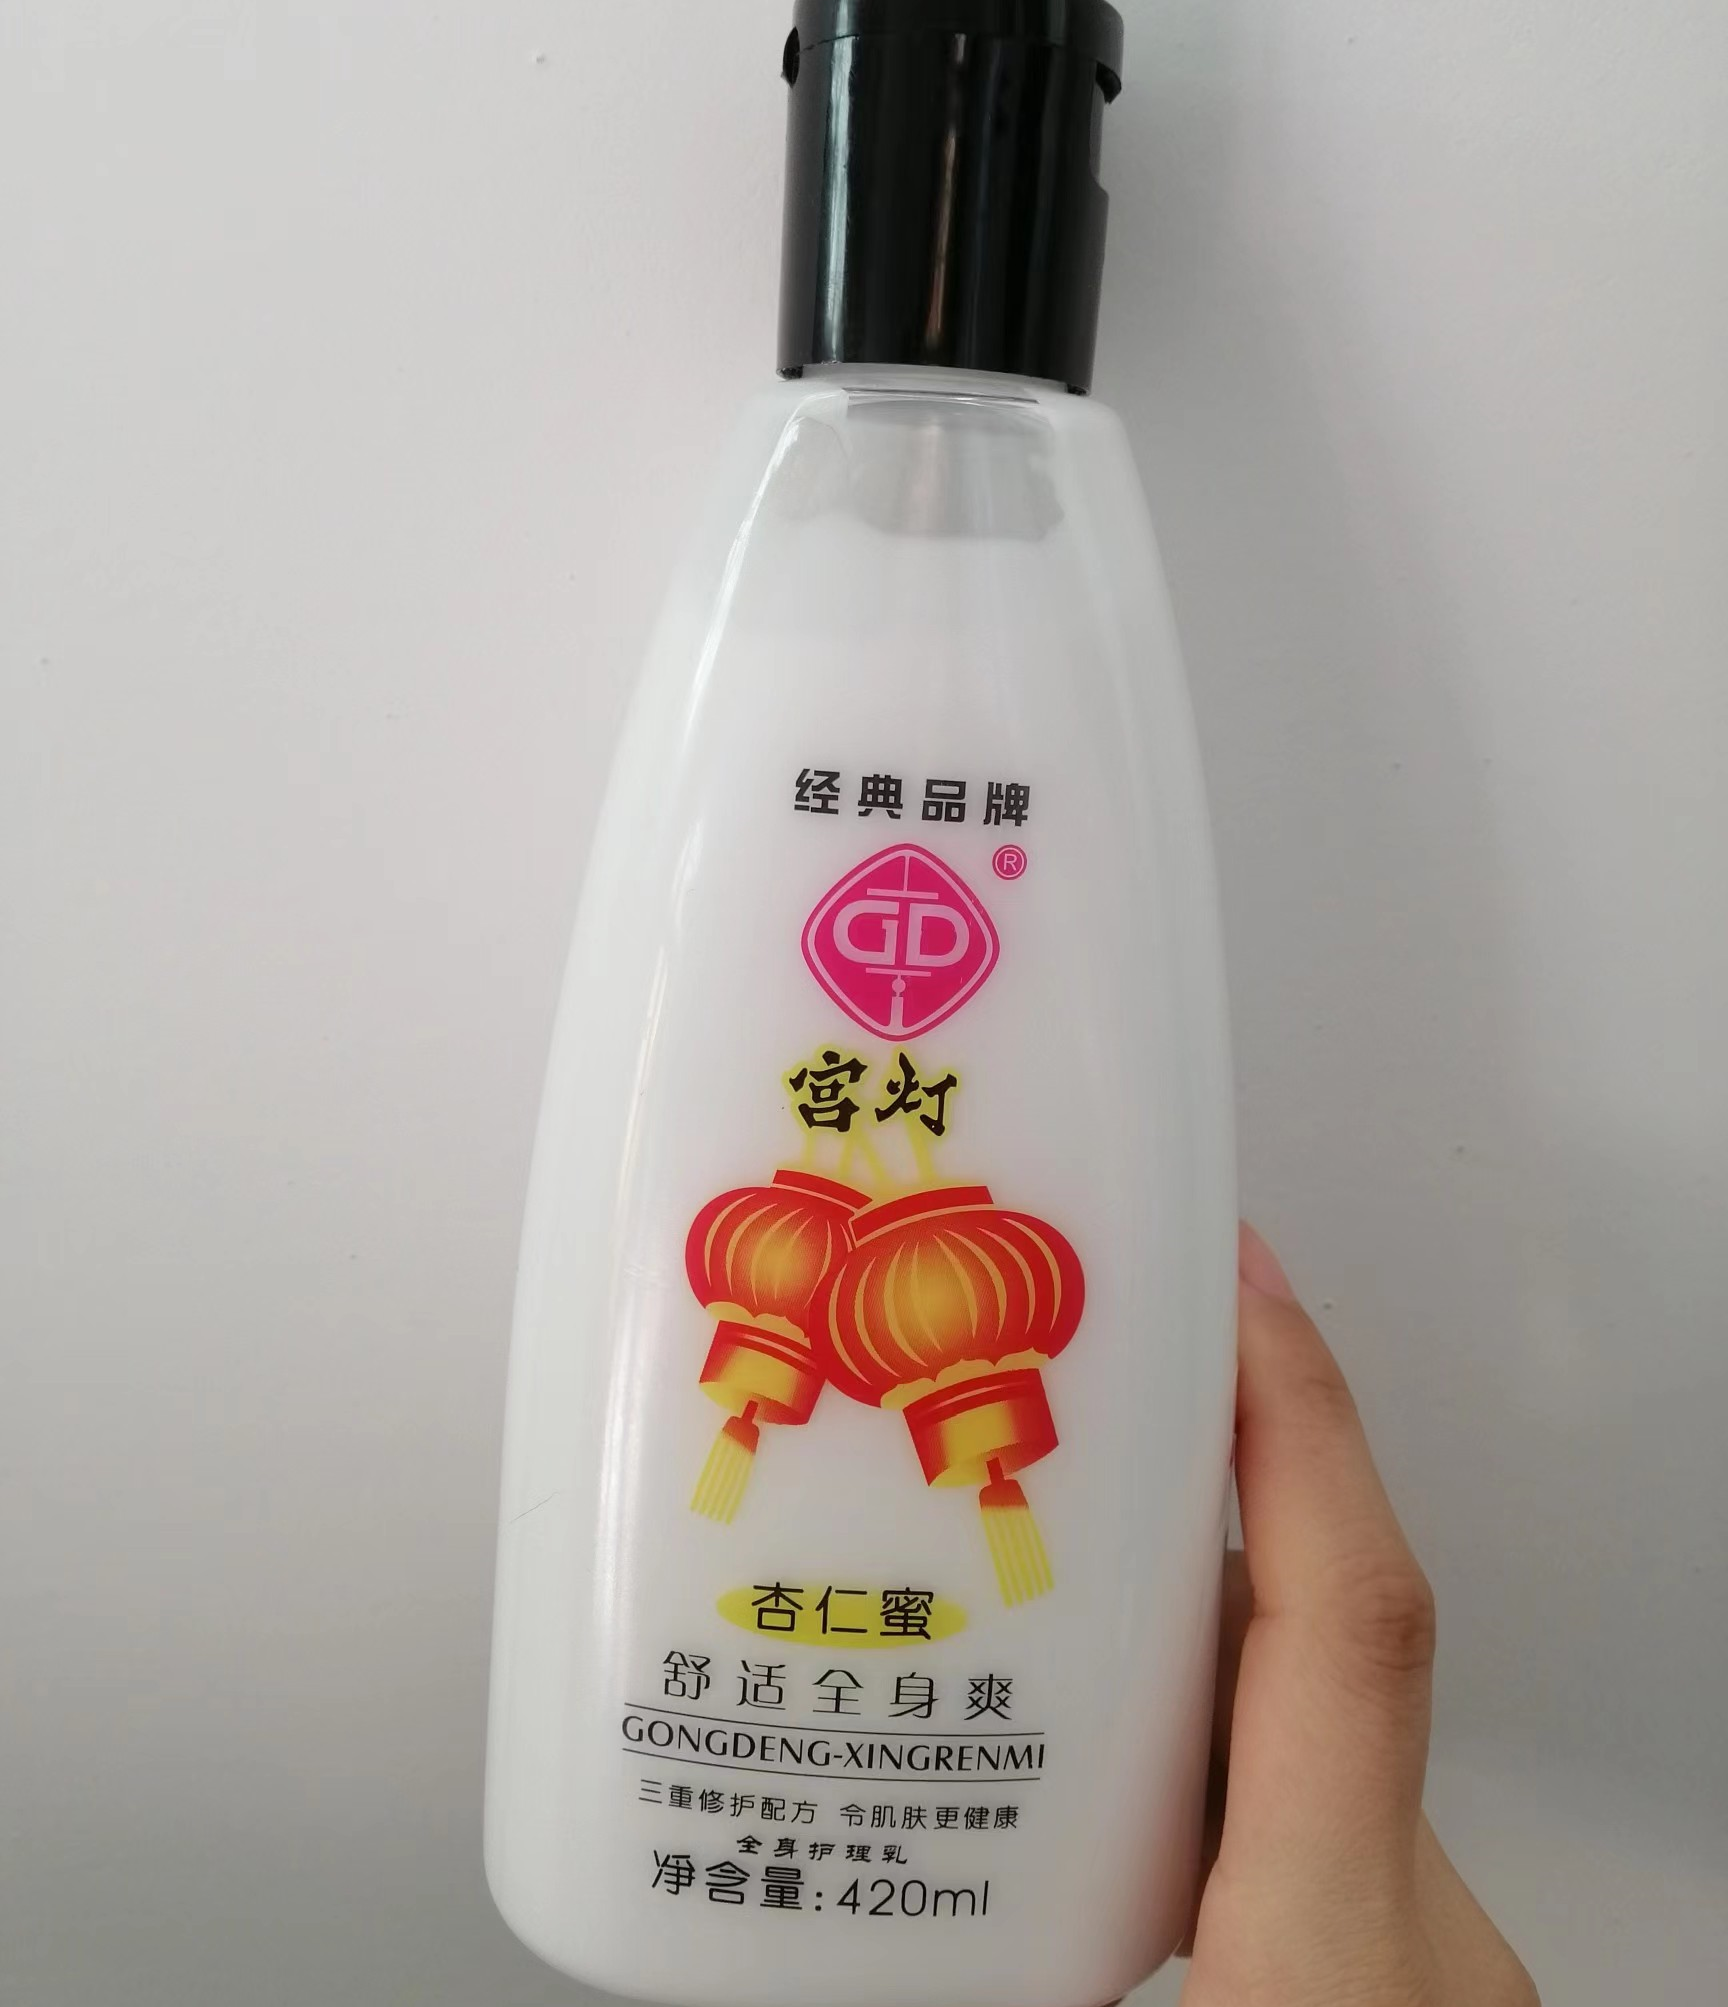 经典品牌
GD®
宫灯
杏仁蜜
舒适全身爽
GONGDENG-XINGRENMI
三重修护配方 令肌肤更健康
全身护理乳
凈含量:420ml